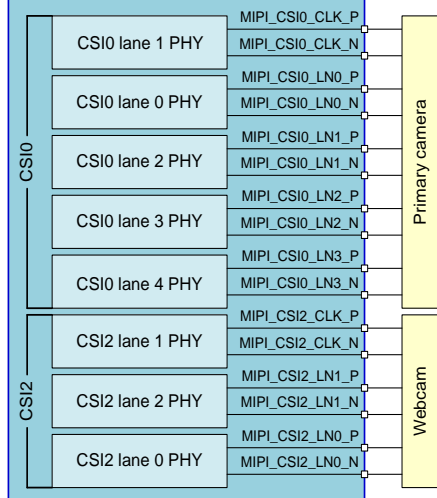 CSI0
CSI0 lane 1 PHY
MIPI_CSI0_CLK_P
MIPI_CSI0_CLK_N
CSI0 lane 0 PHY
MIPI_CSI0_LN0_P
MIPI_CSI0_LN0_N
CSI0 lane 2 PHY
MIPI_CSI0_LN1_P
MIPI_CSI0_LN1_N
CSI0 lane 3 PHY
MIPI_CSI0_LN2_P
MIPI_CSI0_LN2_N
CSI0 lane 4 PHY
MIPI_CSI0_LN3_P
MIPI_CSI0_LN3_N
Primary camera
CSI2
CSI2 lane 1 PHY
MIPI_CSI2_CLK_P
MIPI_CSI2_CLK_N
CSI2 lane 2 PHY
MIPI_CSI2_LN1_P
MIPI_CSI2_LN1_N
CSI2 lane 0 PHY
MIPI_CSI2_LN0_P
MIPI_CSI2_LN0_N
Webcam